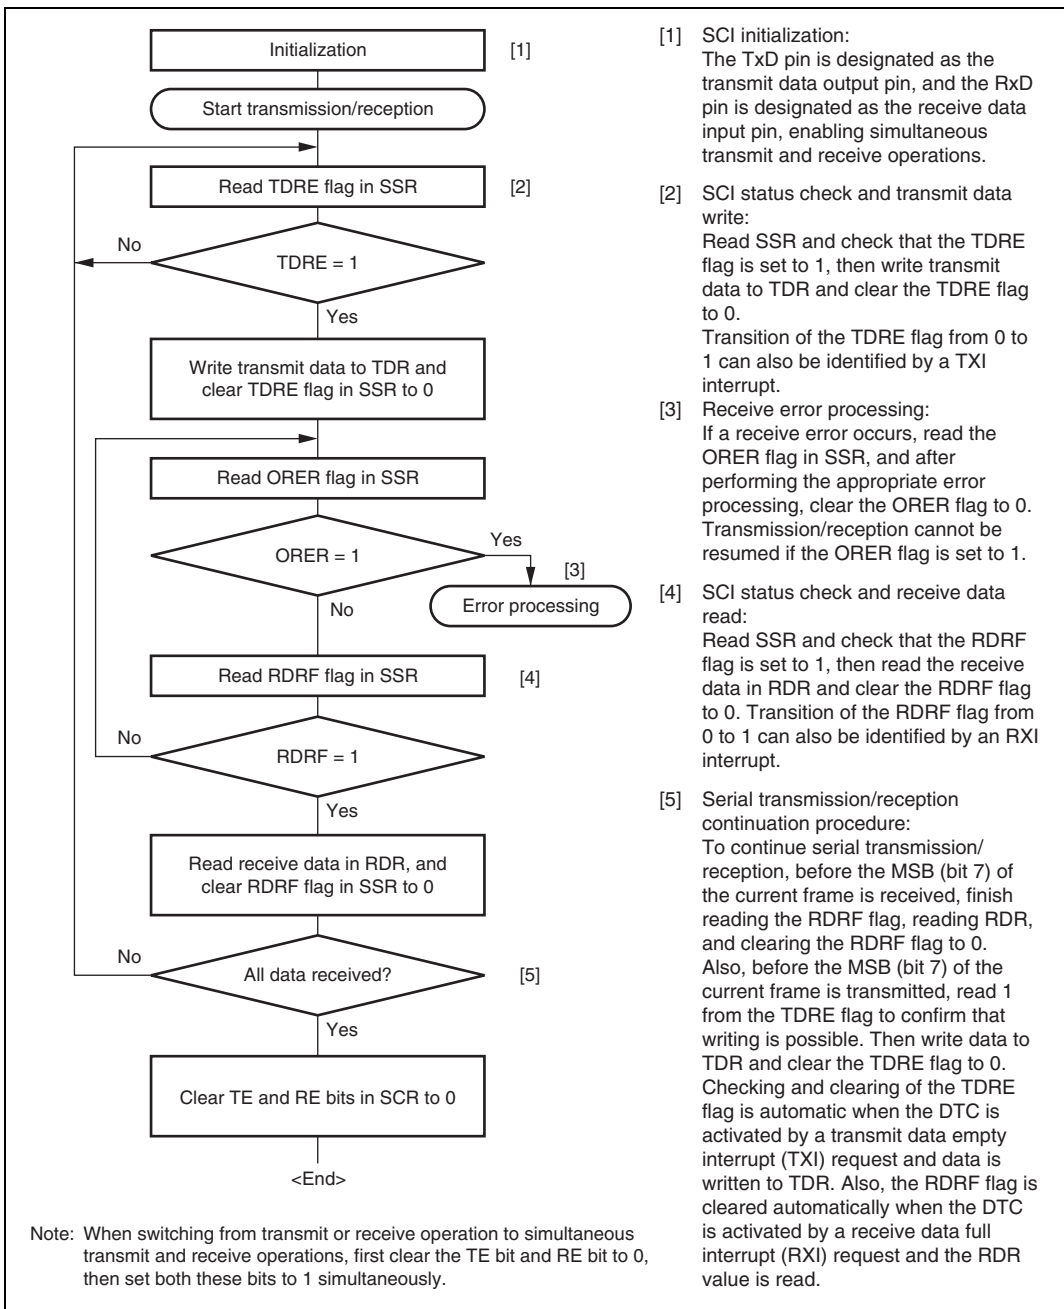 Initialization
[1]
Start transmission/reception
Read TDRE flag in SSR
[2]
No
TDRE = 1
Yes
Write transmit data to TDR and
clear TDRE flag in SSR to 0
Read ORER flag in SSR
ORER = 1
Yes
[3]
Error processing
No
Read RDRF flag in SSR
[4]
No
RDRF = 1
Yes
Read receive data in RDR, and
clear RDRF flag in SSR to 0
No
All data received?
[5]
Yes
Clear TE and RE bits in SCR to 0
<End>
Note: When switching from transmit or receive operation to simultaneous
transmit and receive operations, first clear the TE bit and RE bit to 0,
then set both these bits to 1 simultaneously.
[1] SCI initialization:
The TxD pin is designated as the
transmit data output pin, and the RxD
pin is designated as the receive data
input pin, enabling simultaneous
transmit and receive operations.
[2] SCI status check and transmit data
write:
Read SSR and check that the TDRE
flag is set to 1, then write transmit
data to TDR and clear the TDRE flag
to 0.
Transition of the TDRE flag from 0 to
1 can also be identified by a TXI
interrupt.
[3] Receive error processing:
If a receive error occurs, read the
ORER flag in SSR, and after
performing the appropriate error
processing, clear the ORER flag to 0.
Transmission/reception cannot be
resumed if the ORER flag is set to 1.
[4] SCI status check and receive data
read:
Read SSR and check that the RDRF
flag is set to 1, then read the receive
data in RDR and clear the RDRF flag
to 0. Transition of the RDRF flag from
0 to 1 can also be identified by an RXI
interrupt.
[5] Serial transmission/reception
continuation procedure:
To continue serial transmission/
reception, before the MSB (bit 7) of
the current frame is received, finish
reading the RDRF flag, reading RDR,
and clearing the RDRF flag to 0.
Also, before the MSB (bit 7) of the
current frame is transmitted, read 1
from the TDRE flag to confirm that
writing is possible. Then write data to
TDR and clear the TDRE flag to 0.
Checking and clearing of the TDRE
flag is automatic when the DTC is
activated by a transmit data empty
interrupt (TXI) request and data is
written to TDR. Also, the RDRF flag is
cleared automatically when the DTC
is activated by a receive data full
interrupt (RXI) request and the RDR
value is read.